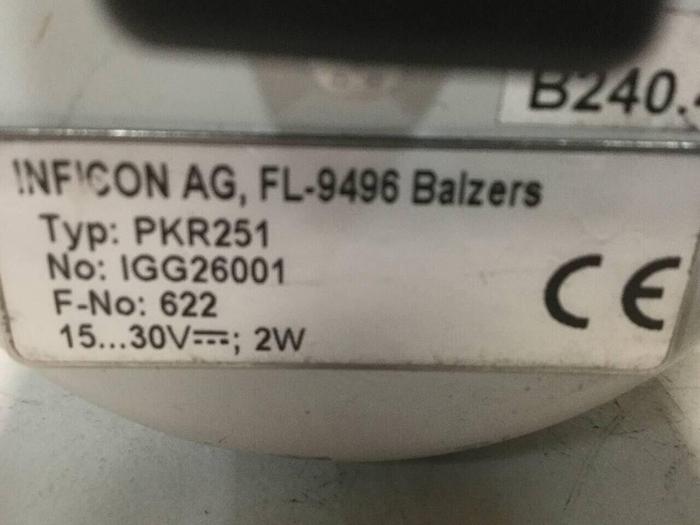 B240.
INFICON AG, FL-9496 Balzers
Typ: PKR251
No: IGG26001
F-No: 622
15...30V⎓; 2W
CE